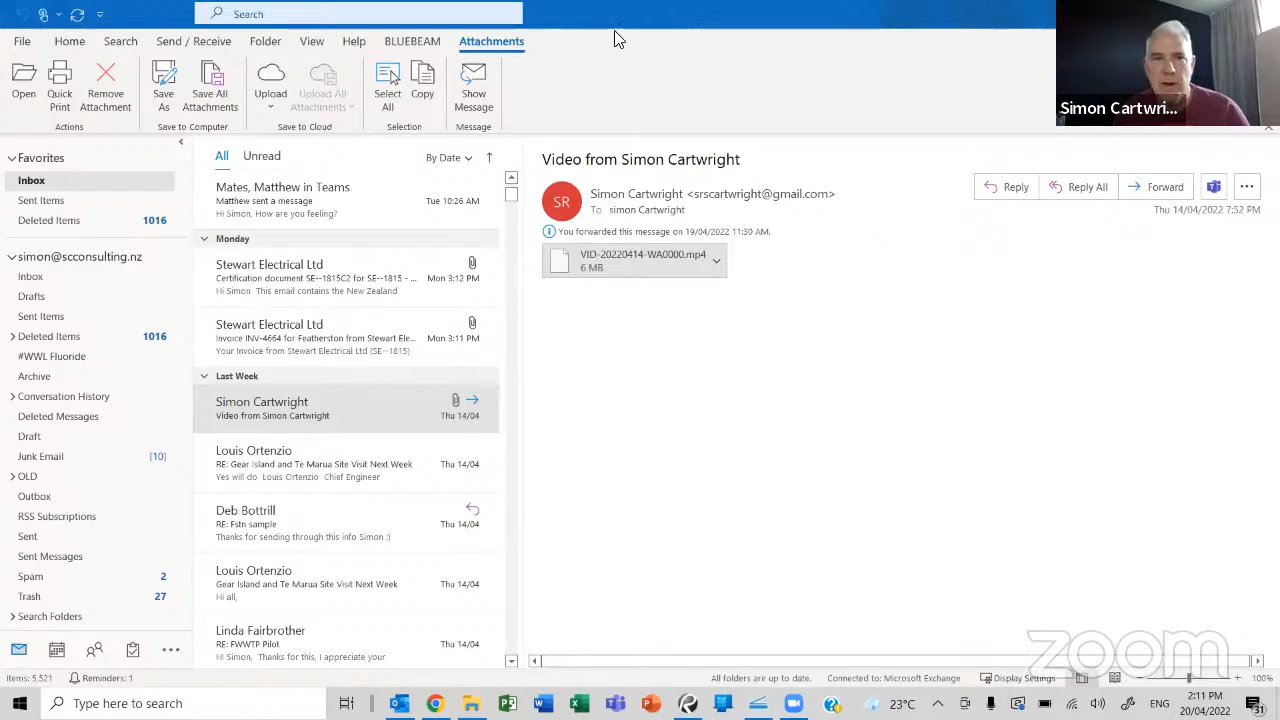 Search
File Home Search Send / Receive Folder View Help BLUEBEAM Attachments
Open
Quick Print
Remove Attachment
Save As
Save All Attachments
Upload
Upload All Attachments
Select All
Copy
Show Message
Actions
Save to Computer
Save to Cloud
Selection
Message
Simon Cartwri...
Favorites
Inbox
Sent Items
Deleted Items 1016
simon@scconsulting.nz
Inbox
Drafts
Sent Items
Deleted Items 1016
#WWL Fluoride
Archive
Conversation History
Deleted Messages
Draft
Junk Email [10]
OLD
Outbox
RSS Subscriptions
Sent
Sent Messages
Spam 2
Trash 27
Search Folders
All Unread By Date
Mates, Matthew in Teams
Matthew sent a message Tue 10:26 AM
Hi Simon, How are you feeling?
Monday
Stewart Electrical Ltd
Certification document SE--1815C2 for SE--1815 - ... Mon 3:12 PM
Hi Simon This email contains the New Zealand
Stewart Electrical Ltd
Invoice INV-4664 for Featherston from Stewart Ele... Mon 3:11 PM
Your Invoice from Stewart Electrical Ltd (SE--1815)
Last Week
Simon Cartwright
Video from Simon Cartwright Thu 14/04
Louis Ortenzio
RE: Gear Island and Te Marua Site Visit Next Week Thu 14/04
Yes will do Louis Ortenzio Chief Engineer
Deb Bottrill
RE: Fstn sample Thu 14/04
Thanks for sending through this info Simon :)
Louis Ortenzio
Gear Island and Te Marua Site Visit Next Week Thu 14/04
Hi all,
Linda Fairbrother
RE: FWWTP Pilot Thu 14/04
Hi Simon, Thanks for this, I appreciate your
Video from Simon Cartwright
SR
Simon Cartwright <srscartwright@gmail.com>
To simon Cartwright
Reply Reply All Forward
Thu 14/04/2022 7:52 PM
You forwarded this message on 19/04/2022 11:30 AM.
VID-20220414-WA0000.mp4
6 MB
zoom
Items: 5,521 Reminders: 1 All folders are up to date. Connected to: Microsoft Exchange Display Settings 100%
Type here to search
23°C ENG 2:11 PM
20/04/2022
31